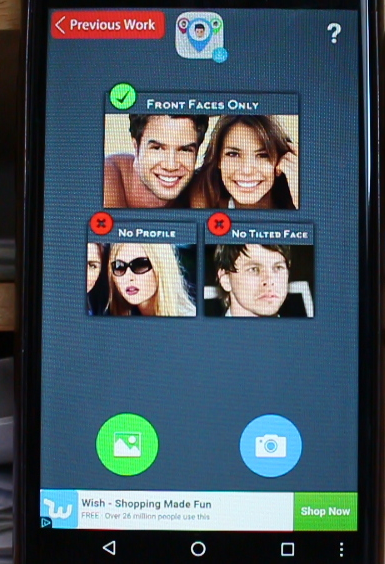 Previous Work
?
Front Faces Only
No Profile
No Tilted Face
Wish - Shopping Made Fun
FREE Over 26 million people use this
Shop Now